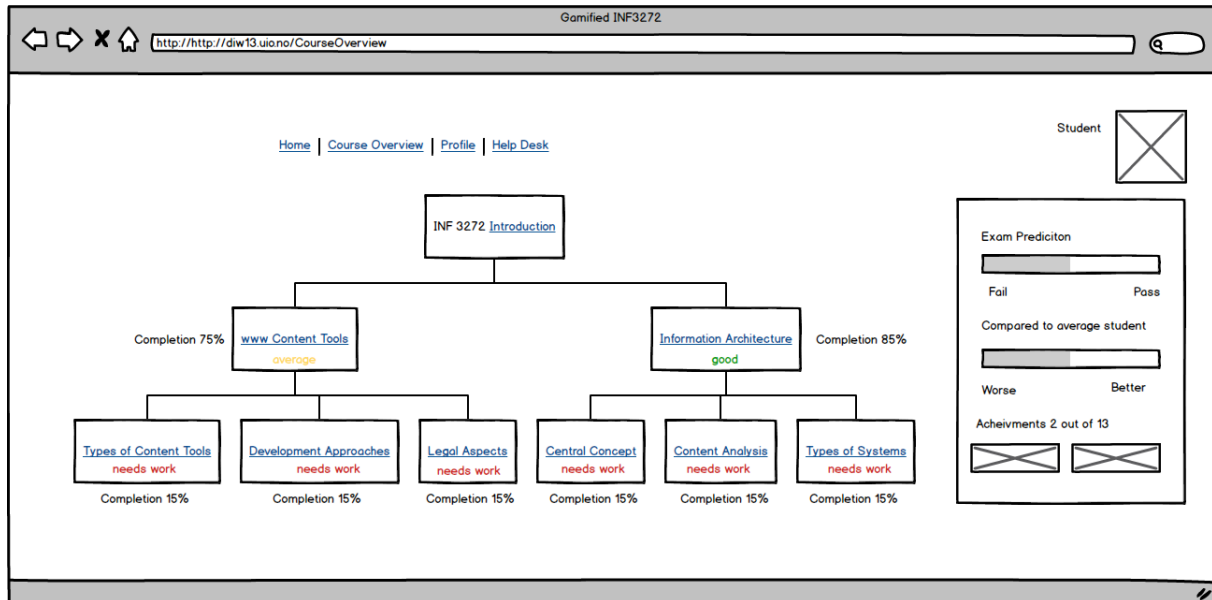 Gamified INF3272
http://http://diw13.uio.no/CourseOverview
Student
Home | Course Overview | Profile | Help Desk
INF 3272 Introduction
Exam Prediciton
Fail Pass
Compared to average student
Worse Better
Acheivments 2 out of 13
Completion 75%
www Content Tools
average
Information Architecture
good
Completion 85%
Types of Content Tools
needs work
Completion 15%
Development Approaches
needs work
Completion 15%
Legal Aspects
needs work
Completion 15%
Central Concept
needs work
Completion 15%
Content Analysis
needs work
Completion 15%
Types of Systems
needs work
Completion 15%